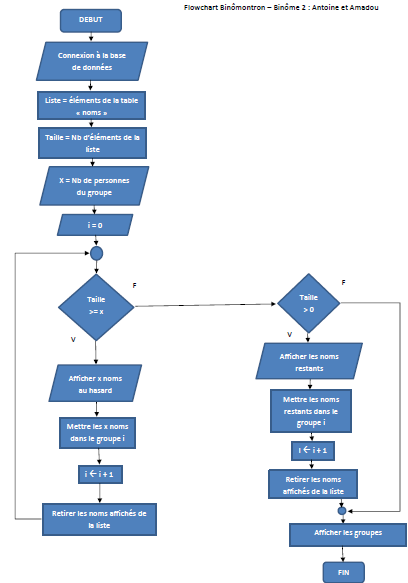 Flowchart Binômontron – Binôme 2 : Antoine et Amadou
DEBUT
Connexion à la base
de données
Liste = éléments de la table
« noms »
Taille = Nb d'éléments de la
liste
X = Nb de personnes
du groupe
i = 0
Taille
>= x
F
V
Afficher x noms
au hasard
Mettre les x noms
dans le groupe i
i ← i + 1
Retirer les noms affichés de
la liste
Taille
> 0
F
V
Afficher les noms
restants
Mettre les noms
restants dans le
groupe i
I ← i + 1
Retirer les noms
affichés de la liste
Afficher les groupes
FIN